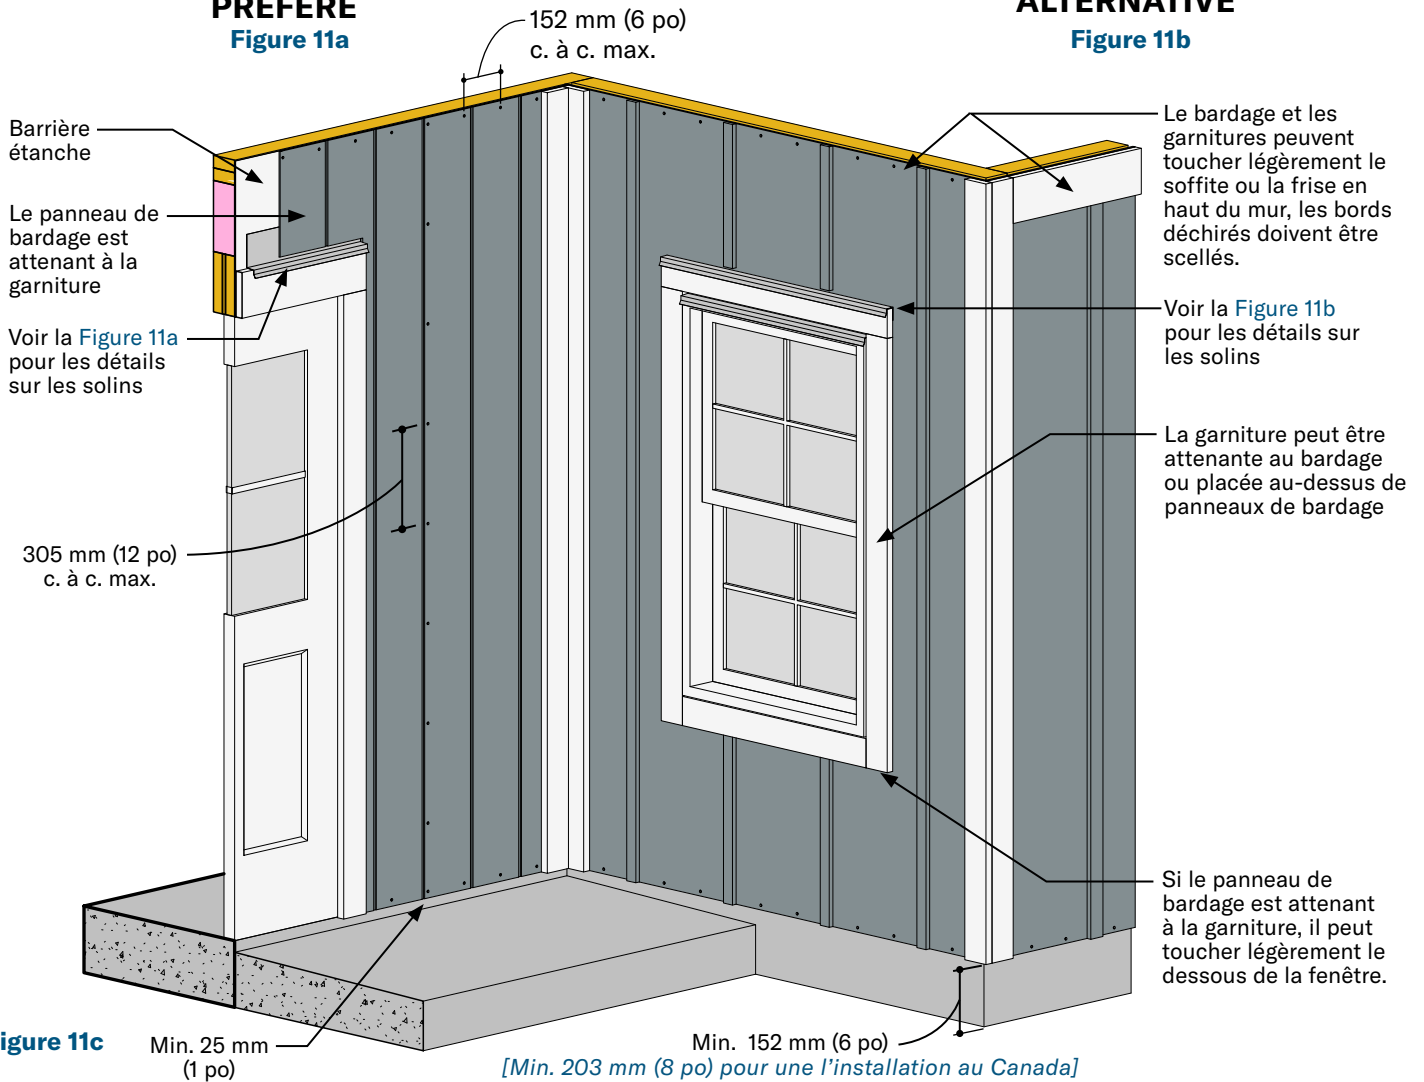 PRÉFÉRÉ
Figure 11a
ALTERNATIVE
Figure 11b
152 mm (6 po)
c. à c. max.
Barrière
étanche
Le panneau de
bardage est
attenant à la
garniture
Voir la Figure 11a
pour les détails
sur les solins
305 mm (12 po)
c. à c. max.
Le bardage et les
garnitures peuvent
toucher légèrement le
soffite ou la frise en
haut du mur, les bords
déchirés doivent être
scellés.
Voir la Figure 11b
pour les détails sur
les solins
La garniture peut être
attenante au bardage
ou placée au-dessus de
panneaux de bardage
Si le panneau de
bardage est attenant
à la garniture, il peut
toucher légèrement le
dessous de la fenêtre.
igure 11c
Min. 25 mm
(1 po)
Min. 152 mm (6 po)
[Min. 203 mm (8 po) pour une l'installation au Canada]